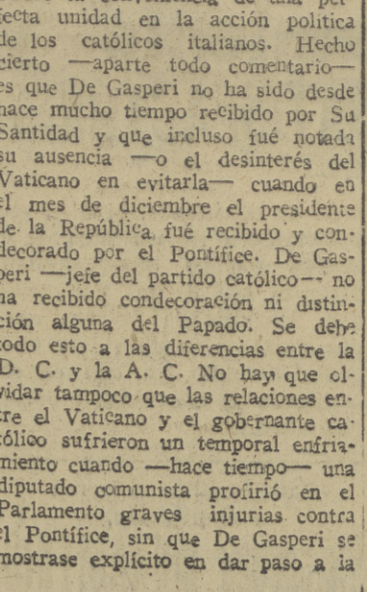 fecta unidad en la acción política
de los católicos italianos. Hecho
cierto —aparte todo comentario—
es que De Gasperi no ha sido desde
hace mucho tiempo recibido por Su
Santidad y que incluso fué notada
su ausencia —o el desinterés del
Vaticano en evitarla— cuando en
el mes de diciembre el presidente
de la República fué recibido y con-
decorado por el Pontífice. De Gas-
peri —jefe del partido católico— no
ha recibido condecoración ni distin-
ción alguna del Papado. Se debe
todo esto a las diferencias entre la
D. C. y la A. C. No hay que ol-
vidar tampoco que las relaciones en-
tre el Vaticano y el gobernante ca-
tólico sufrieron un temporal enfria-
miento cuando —hace tiempo— una
diputado comunista profirió en el
Parlamento graves injurias contra
el Pontífice, sin que De Gasperi se
mostrase explícito en dar paso a la